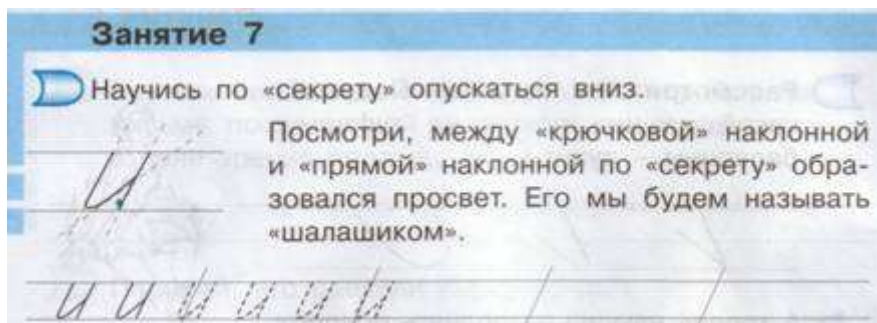 Занятие 7
Научись по «секрету» опускаться вниз.
Посмотри, между «крючковой» наклонной
и «прямой» наклонной по «секрету» обра-
зовался просвет. Его мы будем называть
«шалашиком».